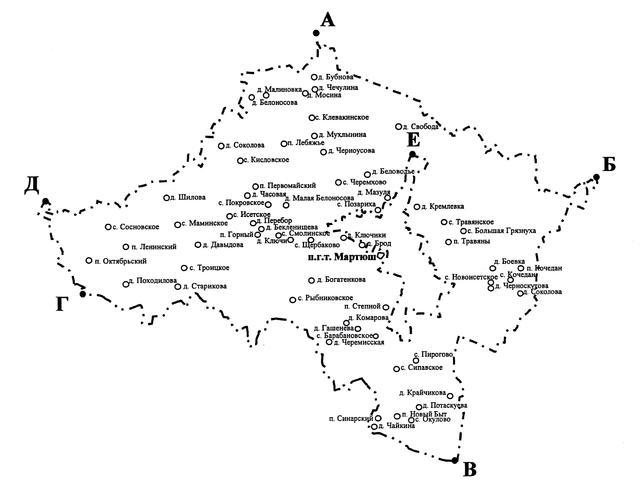 А
д. Бубнова
д. Чечулина
д. Малиновка
д. Мосина
д. Белоносова
с. Клевакинское
д. Свобода
д. Мухлынина
Е
д. Соколова
п. Лебяжье
д. Черноусова
с. Кисловское
Б
д. Беловодье
с. Черемхово
Д
п. Первомайский
д. Мазуля
д. Шилова
д. Часовая
д. Малая Белоносова
с. Покровское
с. Позариха
д. Кремлевка
с. Исетское
с. Сосновское
с. Маминское
д. Перебор
с. Травянское
д. Бекленищева
с. Большая Грязнуха
п. Горный
с. Смолинское
д. Ключики
п. Ленинский
д. Давыдова
д. Ключи
с. Щербаково
с. Брод
п. Травяны
п.г.т. Мартюш
п. Октябрьский
с. Троицкое
д. Боевка
п. Кочедан
с. Новоисетское
с. Кочедан
д. Походилова
д. Старикова
д. Богатенкова
д. Черноскутова
д. Соколова
Г
с. Рыбниковское
п. Степной
д. Комарова
д. Гашенева
с. Барабановское
д. Черемисская
с. Пирогово
с. Сипавское
д. Крайчикова
д. Потаскуева
п. Синарский
п. Новый Быт
с. Окулово
д. Чайкина
В